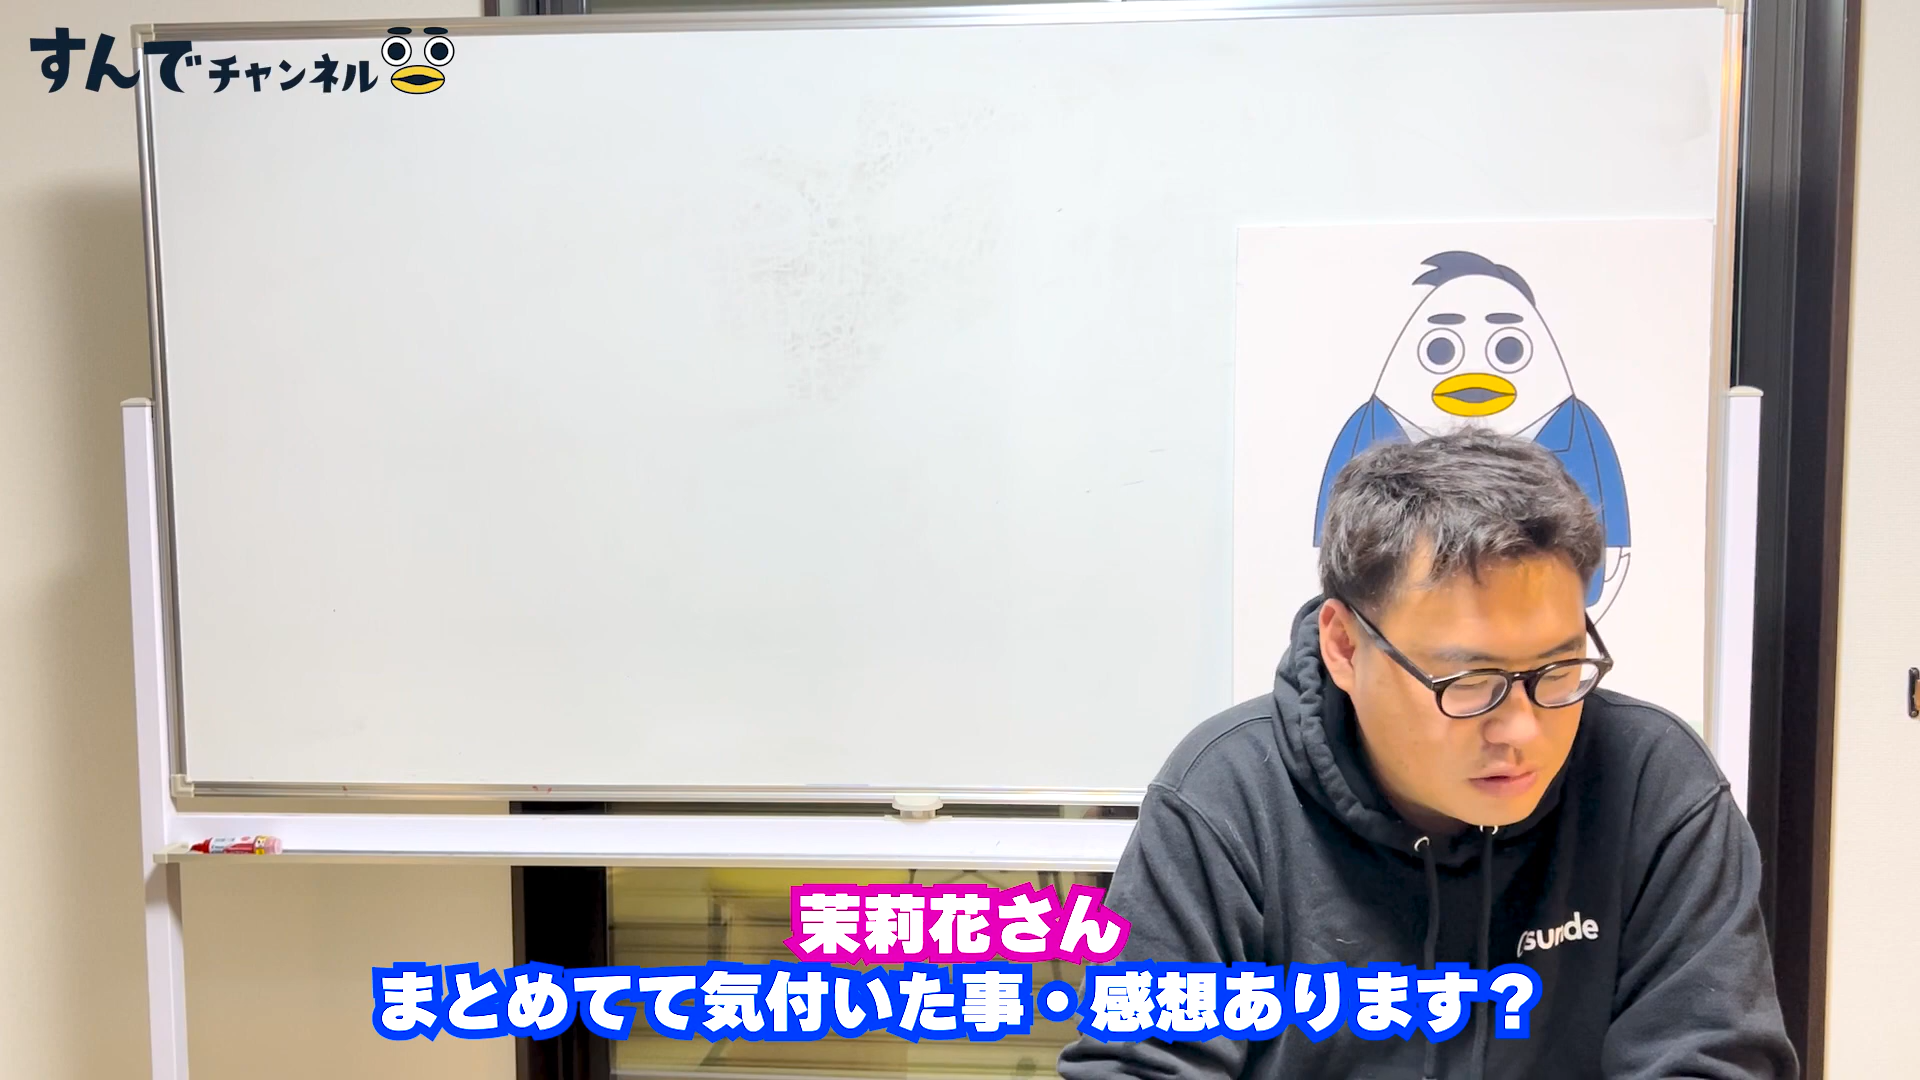 すんでチャンネル
茉莉花さん
まとめてて気付いた事・感想あります？